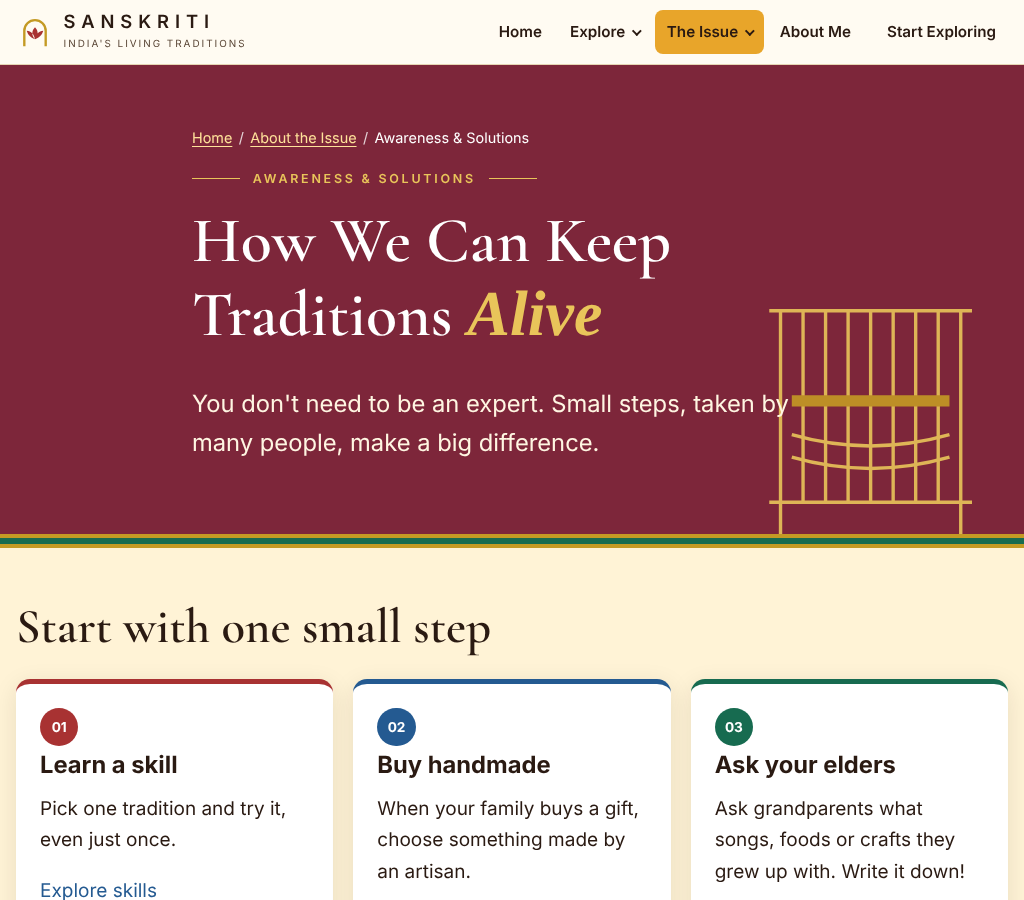 SANSKRITI
INDIA'S LIVING TRADITIONS
Home
Explore
The Issue
About Me
Start Exploring
Home / About the Issue / Awareness & Solutions
AWARENESS & SOLUTIONS
How We Can Keep
Traditions Alive
You don't need to be an expert. Small steps, taken by
many people, make a big difference.
Start with one small step
01
Learn a skill
Pick one tradition and try it,
even just once.
Explore skills
02
Buy handmade
When your family buys a gift,
choose something made by
an artisan.
03
Ask your elders
Ask grandparents what
songs, foods or crafts they
grew up with. Write it down!